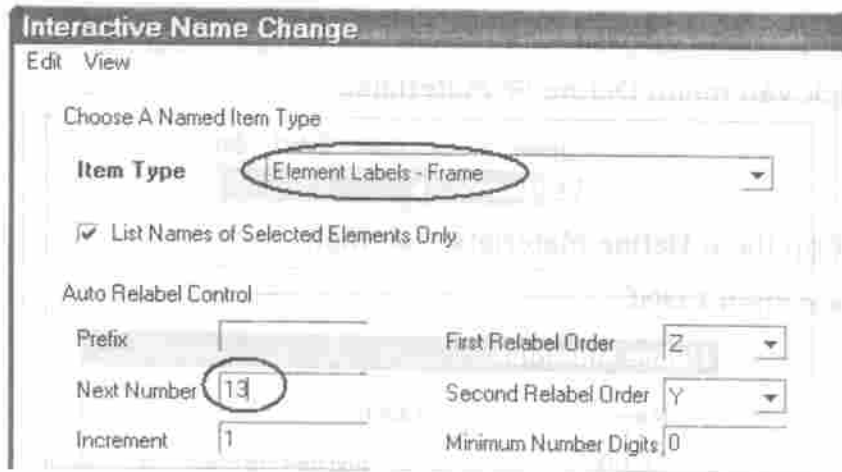 Interactive Name Change
Edit View
Choose A Named Item Type
Item Type Element Labels - Frame
List Names of Selected Elements Only
Auto Relabel Control
Prefix First Relabel Order Z
Next Number 13 Second Relabel Order Y
Increment 1 Minimum Number Digits 0